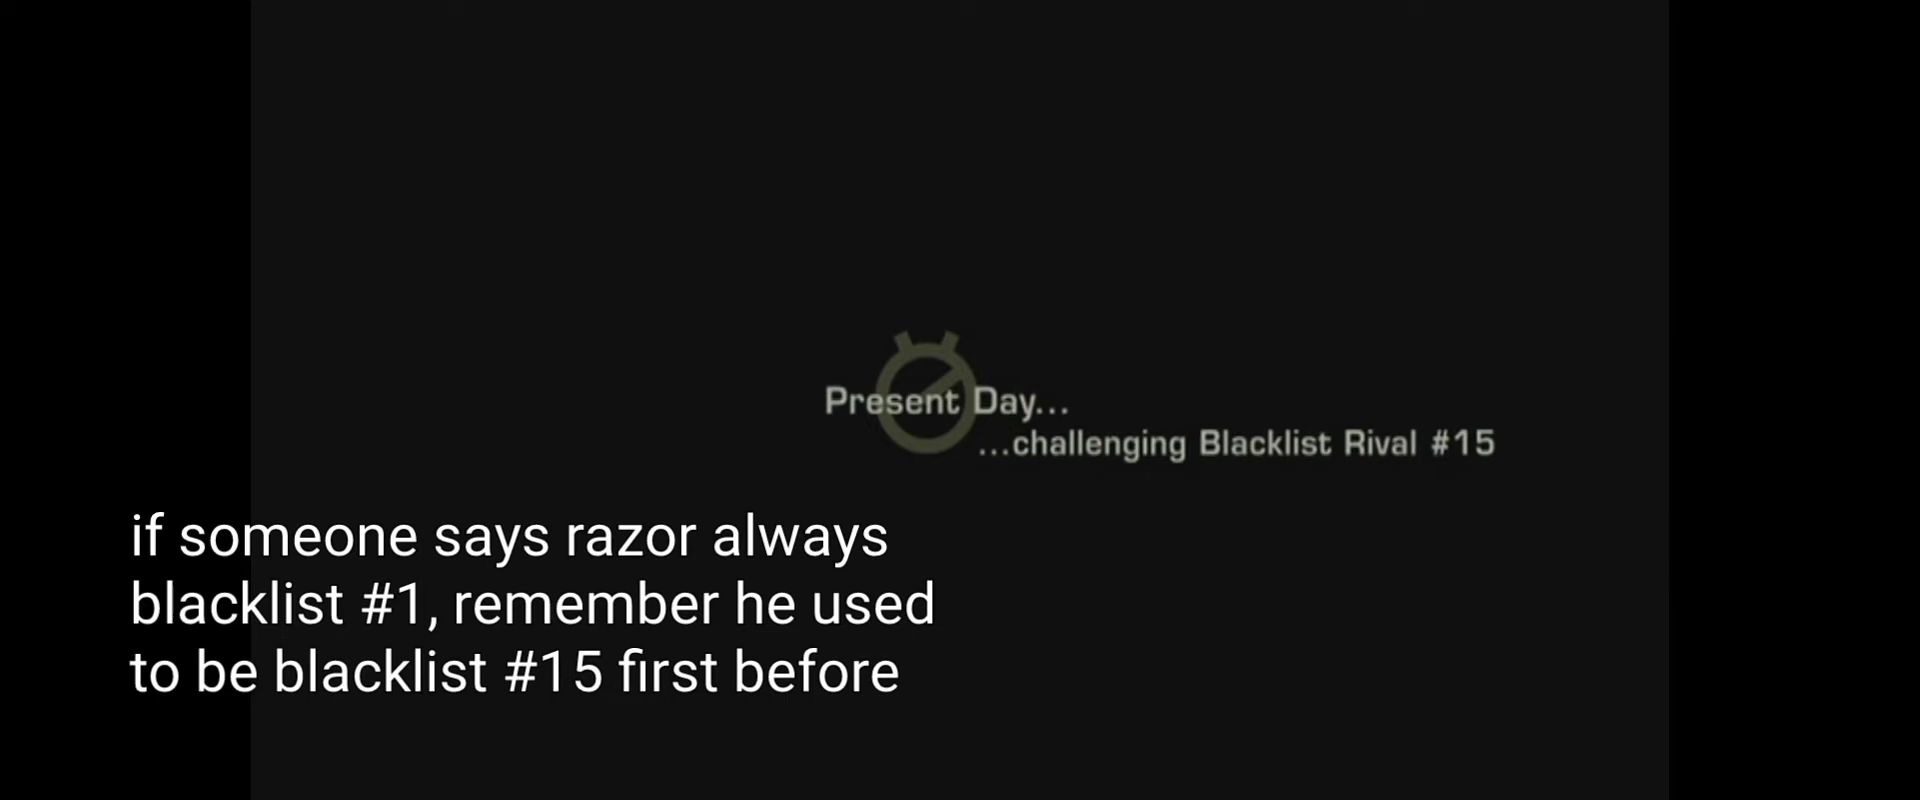 Present Day...
...challenging Blacklist Rival #15
if someone says razor always
blacklist #1, remember he used
to be blacklist #15 first before